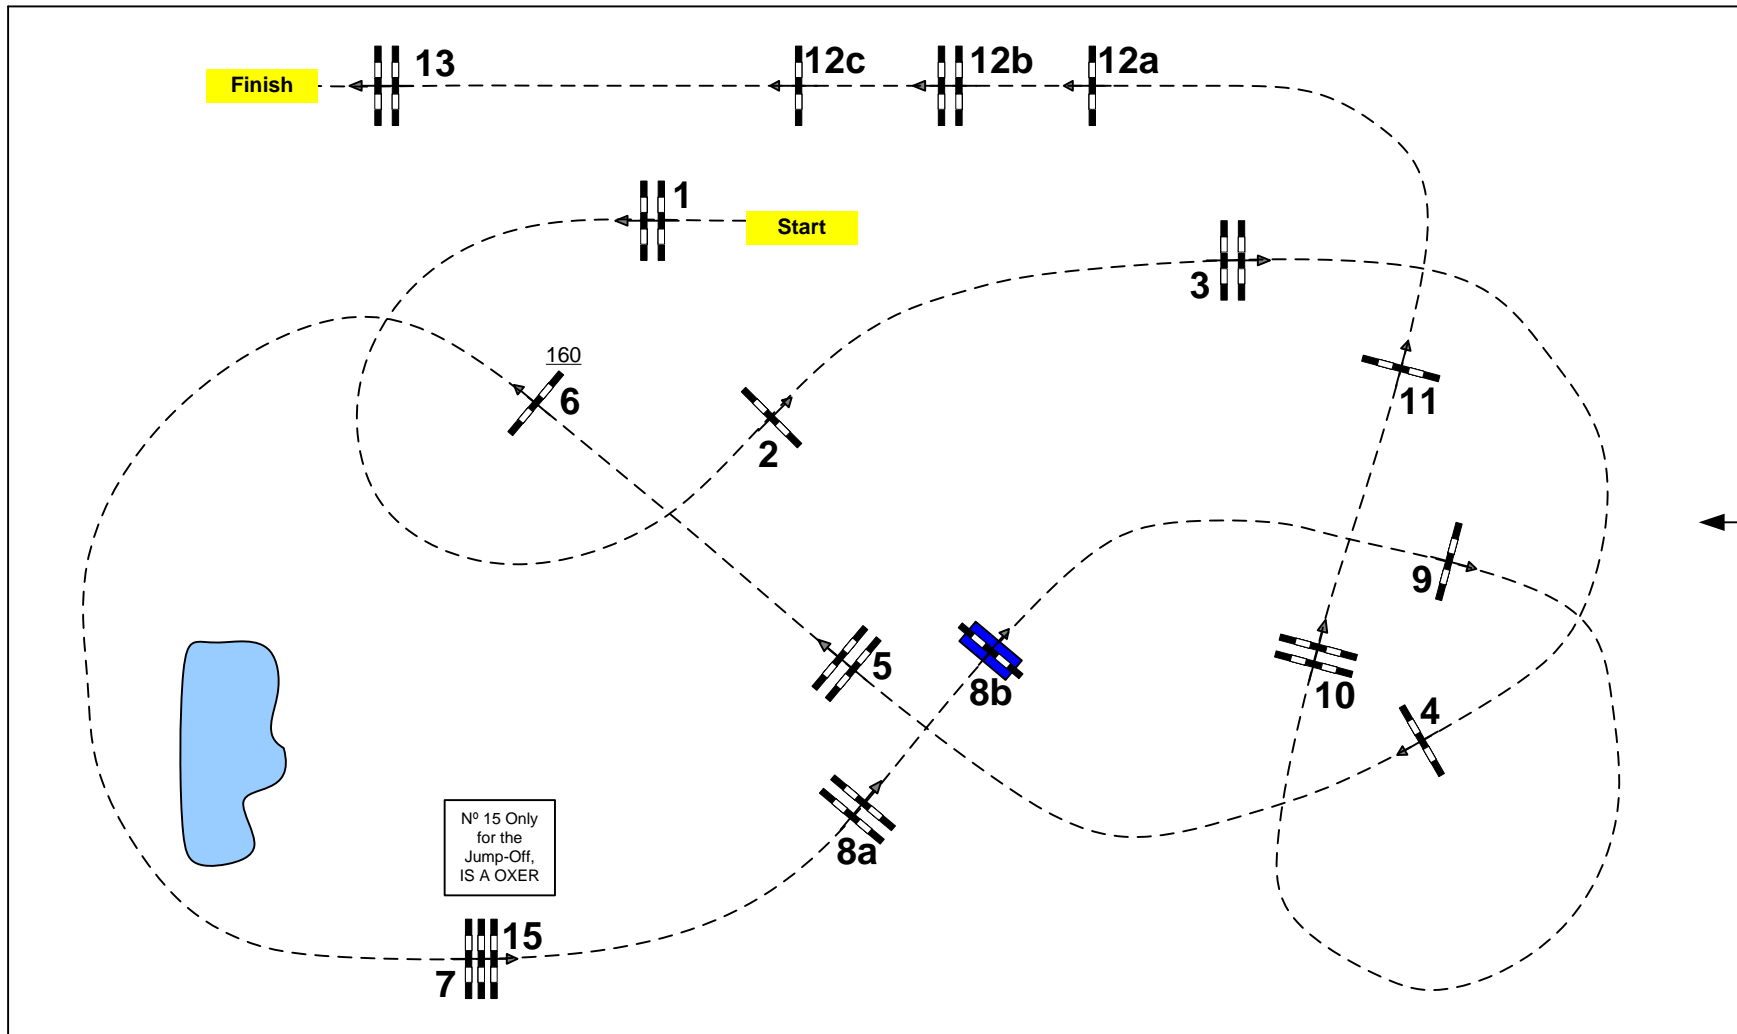 Finish
13
12c
12b
12a
1
Start
3
160
6
2
11
9
5
8b
10
4
Nº 15 Only
for the
Jump-Off,
IS A OXER
8a
15
7